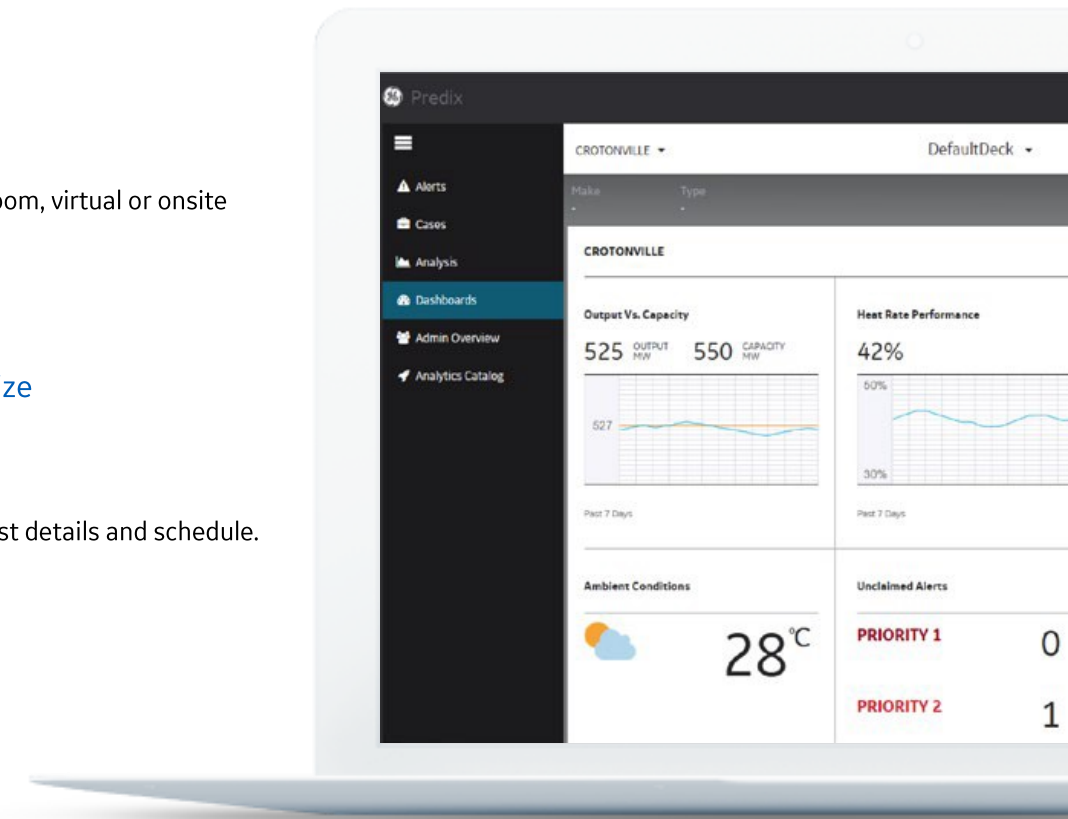 oom, virtual or onsite
ze
st details and schedule.
Predix
Alerts
Cases
Analysis
Dashboards
Admin Overview
Analytics Catalog
CROTONVILLE
DefaultDeck
Make
Type
-
-
CROTONVILLE
Output Vs. Capacity
525 OUTPUT MW 550 CAPACITY MW
527
Past 7 Days
Heat Rate Performance
42%
50%
30%
Past 7 Days
Ambient Conditions
28°C
Unclaimed Alerts
PRIORITY 1 0
PRIORITY 2 1